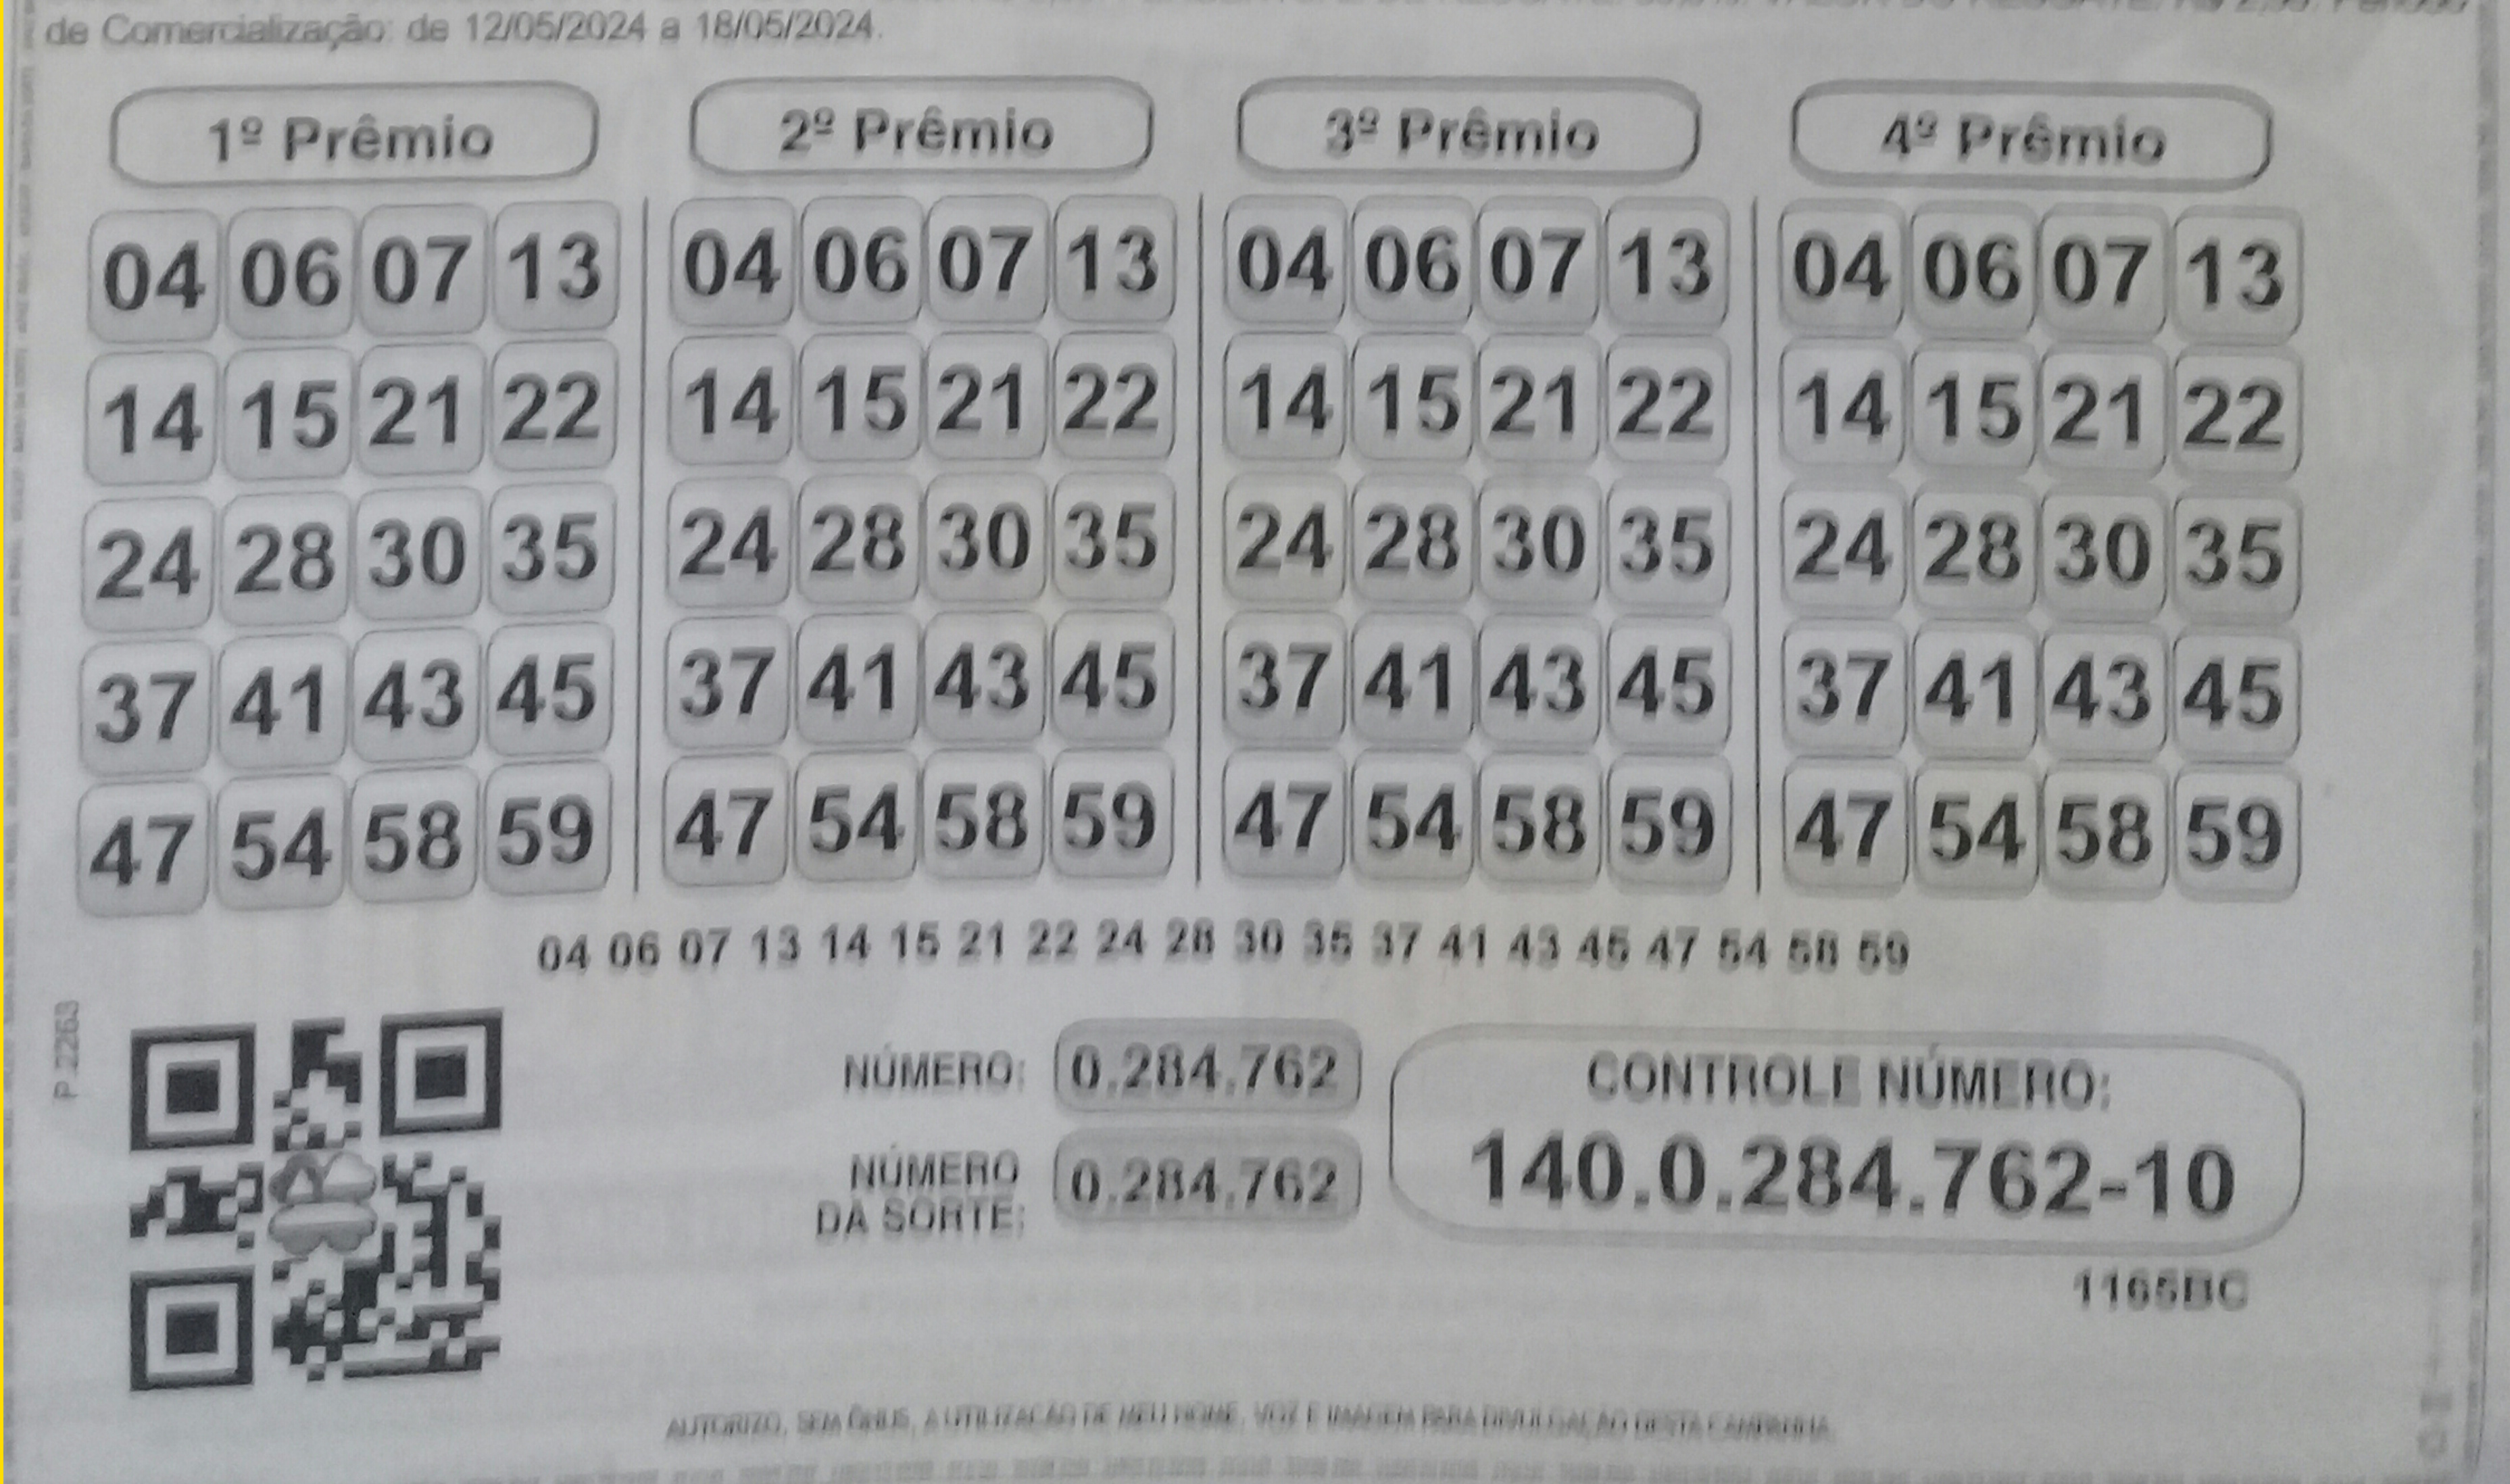 de Comercialização: de 12/05/2024 a 18/05/2024.
1º Prêmio 2º Prêmio 3º Prêmio 4º Prêmio
04 06 07 13 04 06 07 13 04 06 07 13 04 06 07 13
14 15 21 22 14 15 21 22 14 15 21 22 14 15 21 22
24 28 30 35 24 28 30 35 24 28 30 35 24 28 30 35
37 41 43 45 37 41 43 45 37 41 43 45 37 41 43 45
47 54 58 59 47 54 58 59 47 54 58 59 47 54 58 59
04 06 07 13 14 15 21 22 24 28 30 35 37 41 43 45 47 54 58 59
P 2263
NÚMERO: 0.284.762
NÚMERO
DA SORTE: 0.284.762
CONTROLE NÚMERO:
140.0.284.762-10
1165BC
AUTORIZO, SEM ÔNUS, A UTILIZAÇÃO DE MEU NOME, VOZ E IMAGEM PARA DIVULGAÇÃO DESTA CAMPANHA.